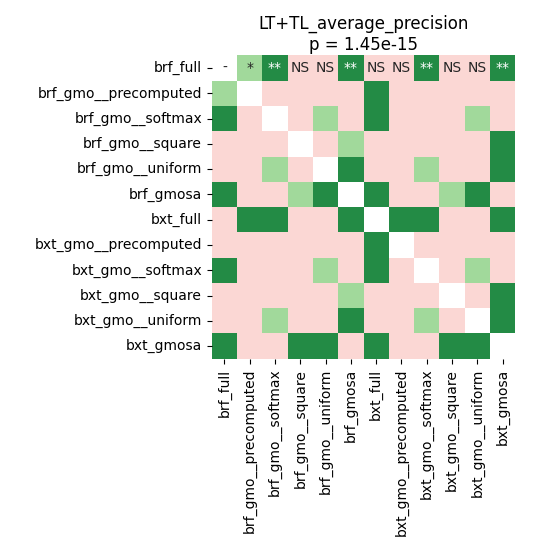 LT+TL_average_precision
p = 1.45e-15
brf_full - * ** NS NS ** NS NS ** NS NS **
brf_gmo__precomputed
brf_gmo__softmax
brf_gmo__square
brf_gmo__uniform
brf_gmosa
bxt_full
bxt_gmo__precomputed
bxt_gmo__softmax
bxt_gmo__square
bxt_gmo__uniform
bxt_gmosa
brf_full
brf_gmo__precomputed
brf_gmo__softmax
brf_gmo__square
brf_gmo__uniform
brf_gmosa
bxt_full
bxt_gmo__precomputed
bxt_gmo__softmax
bxt_gmo__square
bxt_gmo__uniform
bxt_gmosa